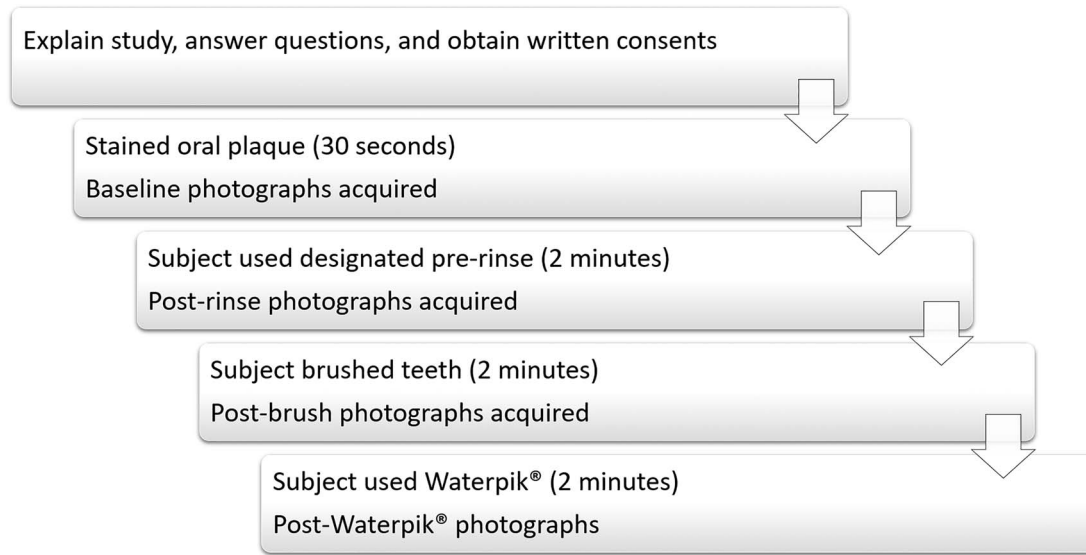 Explain study, answer questions, and obtain written consents
Stained oral plaque (30 seconds)
Baseline photographs acquired
Subject used designated pre-rinse (2 minutes)
Post-rinse photographs acquired
Subject brushed teeth (2 minutes)
Post-brush photographs acquired
Subject used Waterpik® (2 minutes)
Post-Waterpik® photographs